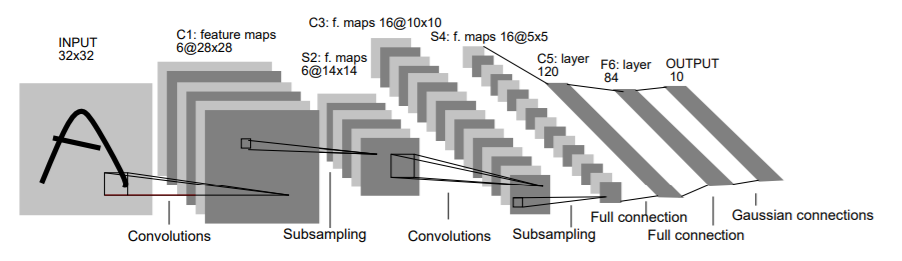 INPUT
32x32
C1: feature maps
6@28x28
S2: f. maps
6@14x14
C3: f. maps 16@10x10
S4: f. maps 16@5x5
C5: layer
120
F6: layer
84
OUTPUT
10
Convolutions
Subsampling
Convolutions
Subsampling
Full connection
Full connection
Gaussian connections